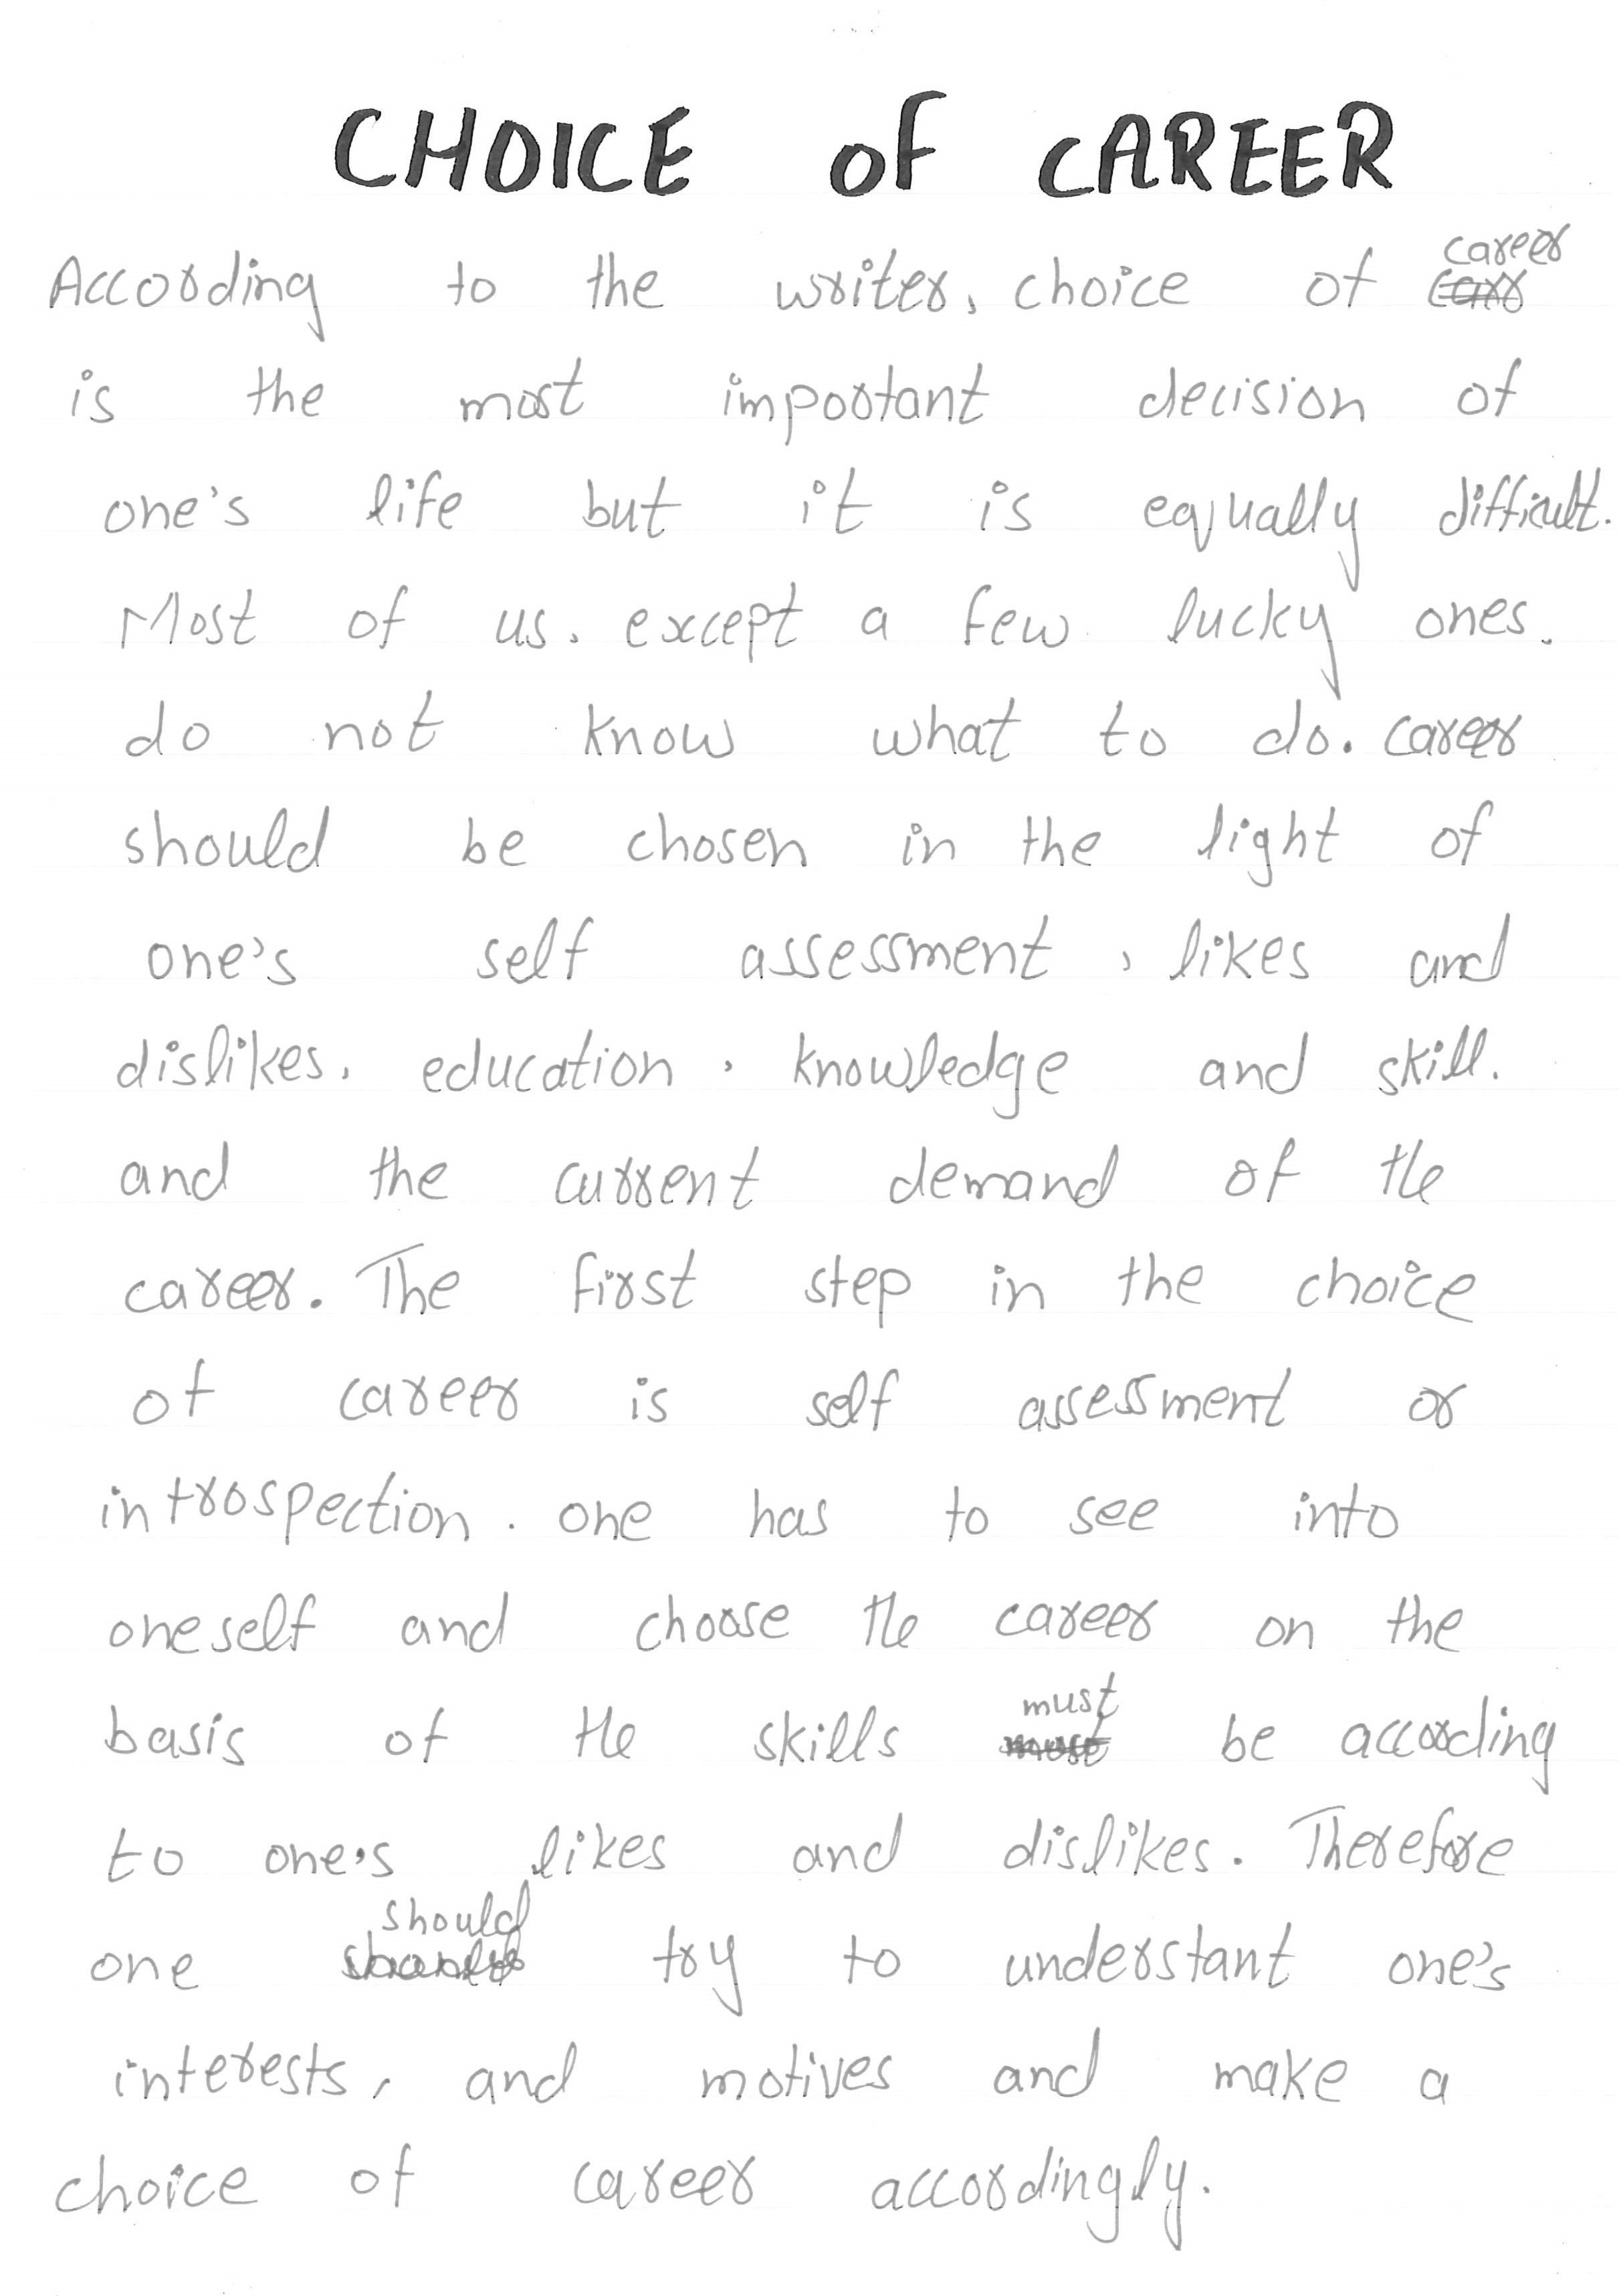 CHOICE OF CAREER
According to the writer, choice of career
is the most important decision of
one's life but it is equally difficult.
Most of us. except a few lucky ones.
do not know what to do. career
should be chosen in the light of
one's self assessment, likes and
dislikes, education, knowledge and skill.
and the current demand of the
career. The first step in the choice
of career is self assessment or
introspection. one has to see into
oneself and choose the career on the
basis of the skills must be according
to one's likes and dislikes. Therefore
one should try to understant one's
interests, and motives and make a
choice of career accordingly.